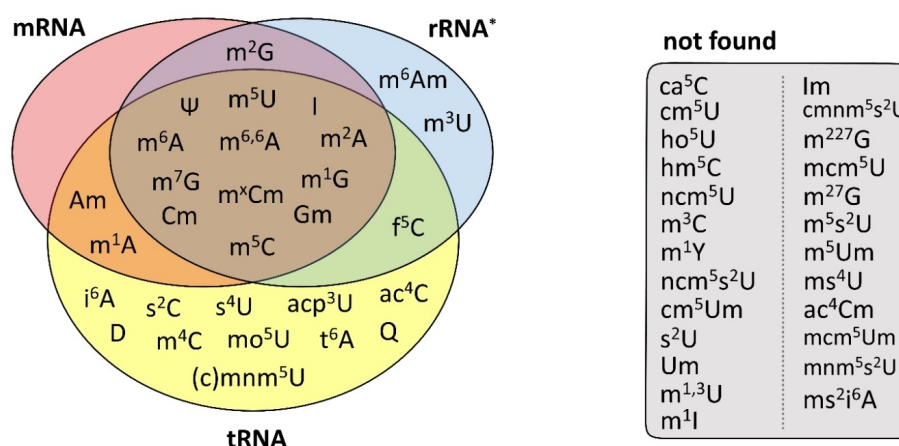 mRNA
rRNA*
m²G
m⁶Am
m³U
Ψ m⁵U I
m⁶A m⁶,⁶A m²A
m⁷G mˣCm m¹G
Cm Gm
m⁵C
Am
m¹A
f⁵C
i⁶A s²C s⁴U acp³U ac⁴C
D m⁴C mo⁵U t⁶A Q
(c)mnm⁵U
tRNA
not found
ca⁵C
cm⁵U
ho⁵U
hm⁵C
ncm⁵U
m³C
m¹Y
ncm⁵s²U
cm⁵Um
s²U
Um
m¹,³U
m¹I
Im
cmnm⁵s²U
m²²⁷G
mcm⁵U
m²⁷G
m⁵s²U
m⁵Um
ms⁴U
ac⁴Cm
mcm⁵Um
mnm⁵s²U
ms²i⁶A